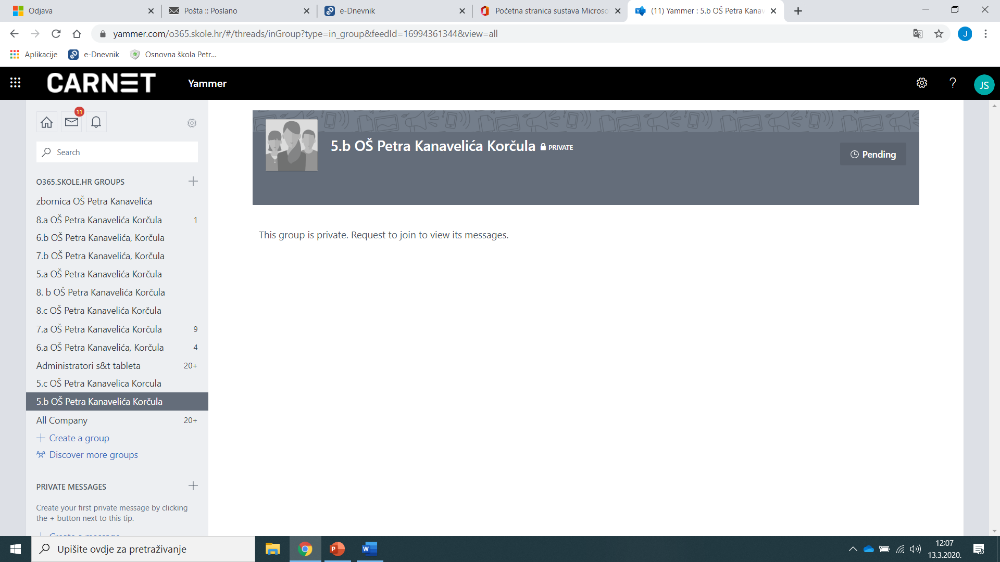 Odjava
Pošta :: Poslano
e-Dnevnik
Početna stranica sustava Microso
(11) Yammer : 5.b OŠ Petra Kanav
yammer.com/o365.skole.hr/#/threads/inGroup?type=in_group&feedId=16994361344&view=all
J
Aplikacije
e-Dnevnik
Osnovna škola Petr...
CARNET
Yammer
?
JS
11
Search
O365.SKOLE.HR GROUPS
zbornica OŠ Petra Kanavelića
8.a OŠ Petra Kanavelića Korčula 1
6.b OŠ Petra Kanavelića, Korčula
7.b OŠ Petra Kanavelića, Korčula
5.a OŠ Petra Kanavelića Korčula
8. b OŠ Petra Kanavelića Korčula
8.c OŠ Petra Kanavelića Korčula
7.a OŠ Petra Kanavelića Korčula 9
6.a OŠ Petra Kanavelića, Korčula 4
Administratori s&t tableta 20+
5.c OŠ Petra Kanavelica Korcula
5.b OŠ Petra Kanavelića Korčula
All Company 20+
Create a group
Discover more groups
PRIVATE MESSAGES
Create your first private message by clicking
the + button next to this tip.
5.b OŠ Petra Kanavelića Korčula PRIVATE
Pending
This group is private. Request to join to view its messages.
Upišite ovdje za pretraživanje
12:07
13.3.2020.